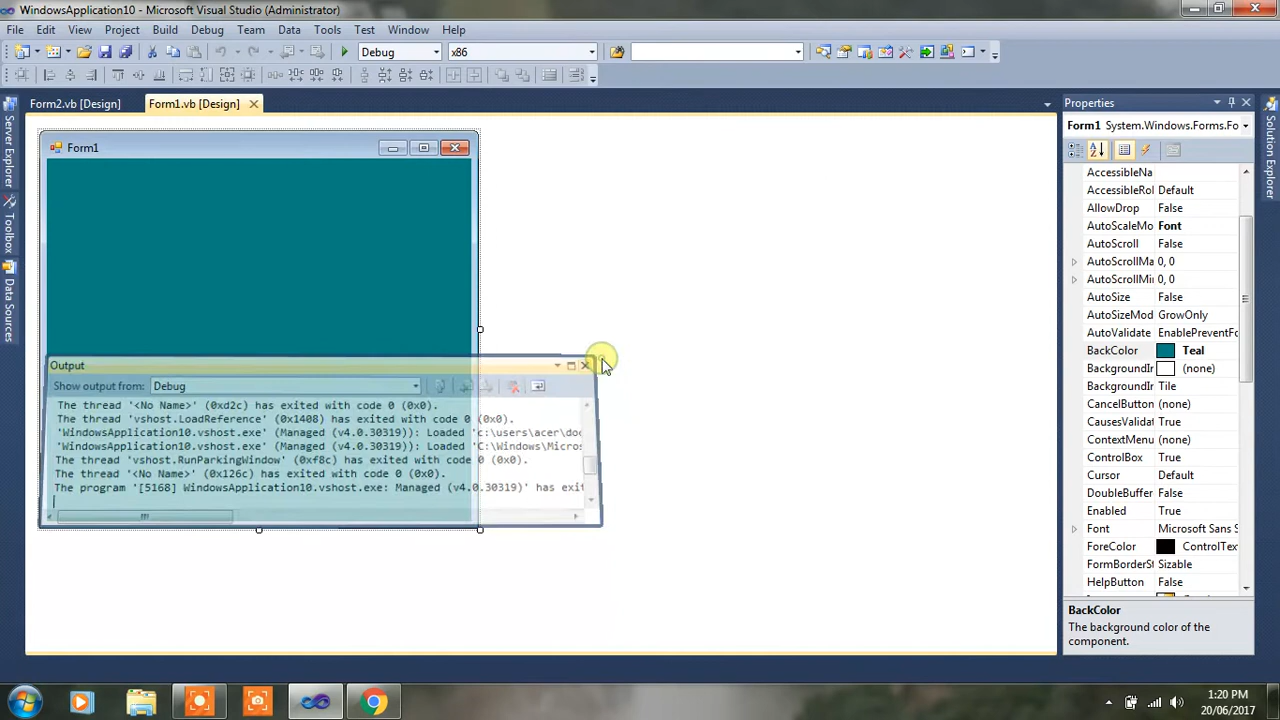 WindowsApplication10 - Microsoft Visual Studio (Administrator)
File Edit View Project Build Debug Team Data Tools Test Window Help
Debug x86
Form2.vb [Design] Form1.vb [Design]
Server Explorer
Toolbox
Data Sources
Form1
Output
Show output from: Debug
The thread '<No Name>' (0xd2c) has exited with code 0 (0x0).
The thread 'vshost.LoadReference' (0x1408) has exited with code 0 (0x0).
'WindowsApplication10.vshost.exe' (Managed (v4.0.30319)): Loaded 'c:\users\acer\doc
'WindowsApplication10.vshost.exe' (Managed (v4.0.30319)): Loaded 'C:\Windows\Micros
The thread 'vshost.RunParkingWindow' (0xf8c) has exited with code 0 (0x0).
The thread '<No Name>' (0x126c) has exited with code 0 (0x0).
The program '[5168] WindowsApplication10.vshost.exe: Managed (v4.0.30319)' has exit
Properties
Form1 System.Windows.Forms.Fo
AccessibleNa
AccessibleRol Default
AllowDrop False
AutoScaleMo Font
AutoScroll False
AutoScrollMa 0, 0
AutoScrollMi 0, 0
AutoSize False
AutoSizeMod GrowOnly
AutoValidate EnablePreventFo
BackColor Teal
BackgroundIr (none)
BackgroundIr Tile
CancelButton (none)
CausesValidat True
ContextMenu (none)
ControlBox True
Cursor Default
DoubleBuffer False
Enabled True
Font Microsoft Sans S
ForeColor ControlText
FormBorderSt Sizable
HelpButton False
BackColor
The background color of the
component.
Solution Explorer
1:20 PM
20/06/2017